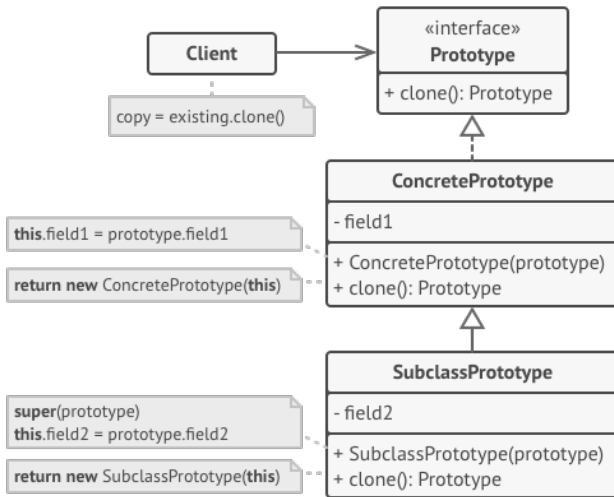 «interface»
Client
Prototype
+ clone(): Prototype
copy = existing.clone()
ConcretePrototype
- field1
this.field1 = prototype.field1
+ ConcretePrototype(prototype)
return new ConcretePrototype(this)
+ clone(): Prototype
SubclassPrototype
- field2
super(prototype)
this.field2 = prototype.field2
+ SubclassPrototype(prototype)
return new SubclassPrototype(this)
+ clone(): Prototype